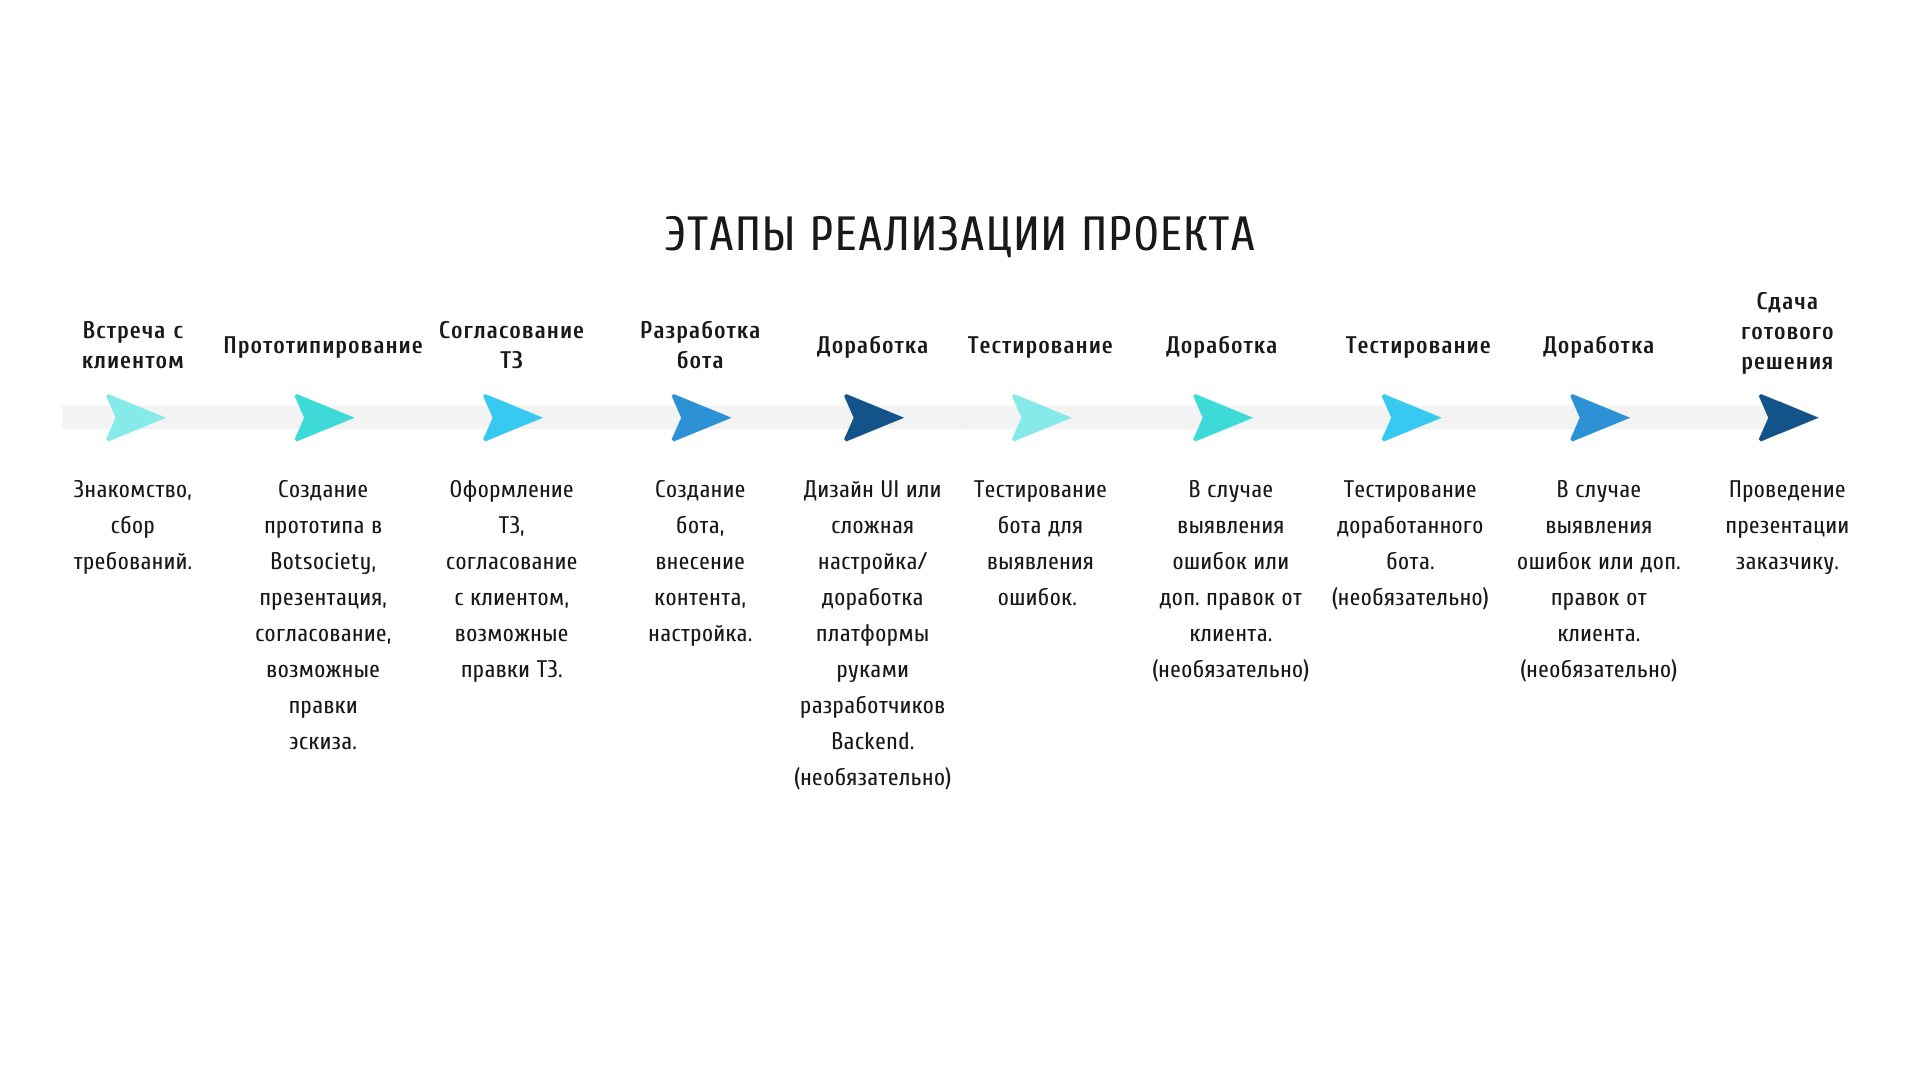 ЭТАПЫ РЕАЛИЗАЦИИ ПРОЕКТА
Встреча с
клиентом
Знакомство,
сбор
требований.
Прототипирование
Создание
прототипа в
Botsociety,
презентация,
согласование,
возможные
правки
эскиза.
Согласование
ТЗ
Оформление
ТЗ,
согласование
с клиентом,
возможные
правки ТЗ.
Разработка
бота
Создание
бота,
внесение
контента,
настройка.
Доработка
Дизайн UI или
сложная
настройка/
доработка
платформы
руками
разработчиков
Backend.
(необязательно)
Тестирование
Тестирование
бота для
выявления
ошибок.
Доработка
В случае
выявления
ошибок или
доп. правок от
клиента.
(необязательно)
Тестирование
Тестирование
доработанного
бота.
(необязательно)
Доработка
В случае
выявления
ошибок или доп.
правок от
клиента.
(необязательно)
Сдача
готового
решения
Проведение
презентации
заказчику.